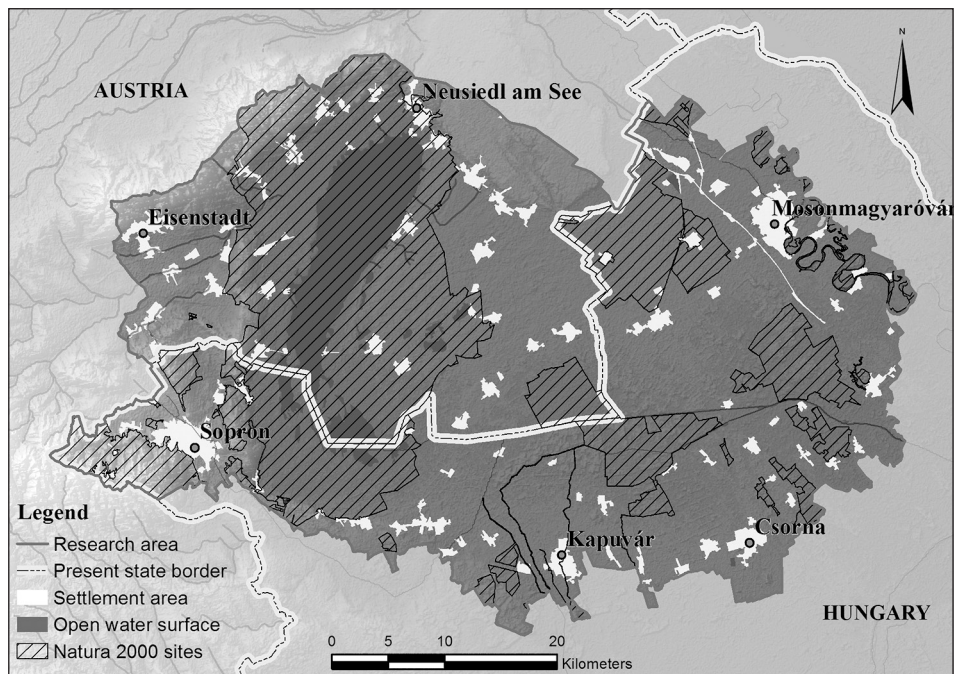 N
AUSTRIA
Neusiedl am See
Eisenstadt
Mosonmagyaróvár
Sopron
Legend
Research area
Present state border
Settlement area
Open water surface
Natura 2000 sites
Kapuvár
Csorna
HUNGARY
0 5 10 20
Kilometers